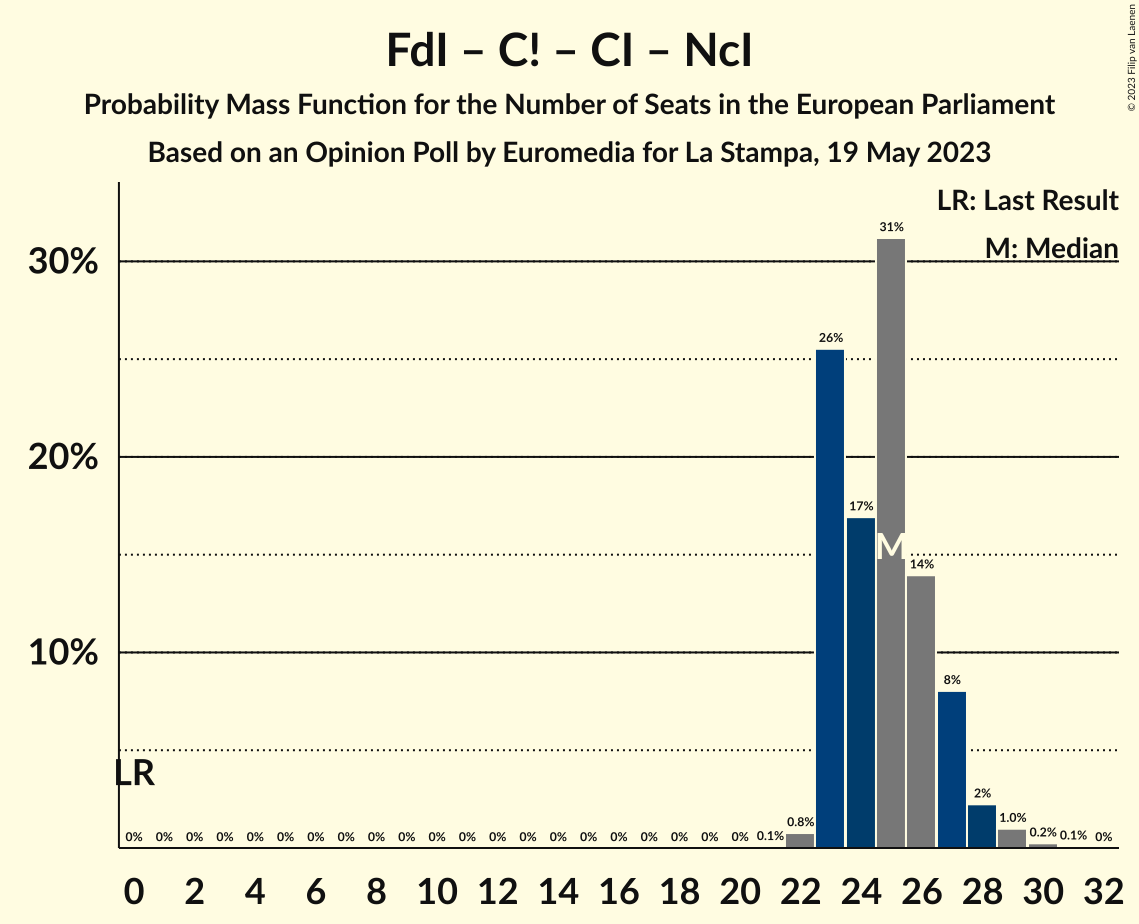 FdI – C! – CI – NcI
Probability Mass Function for the Number of Seats in the European Parliament
Based on an Opinion Poll by Euromedia for La Stampa, 19 May 2023
© 2023 Filip van Laenen
LR: Last Result
M: Median
30%
20%
10%
31%
26%
17%
M
14%
8%
LR
2%
0% 0% 0% 0% 0% 0% 0% 0% 0% 0% 0% 0% 0% 0% 0% 0% 0% 0% 0% 0% 0% 0.1% 0.8% 1.0% 0.2% 0.1% 0%
0 2 4 6 8 10 12 14 16 18 20 22 24 26 28 30 32